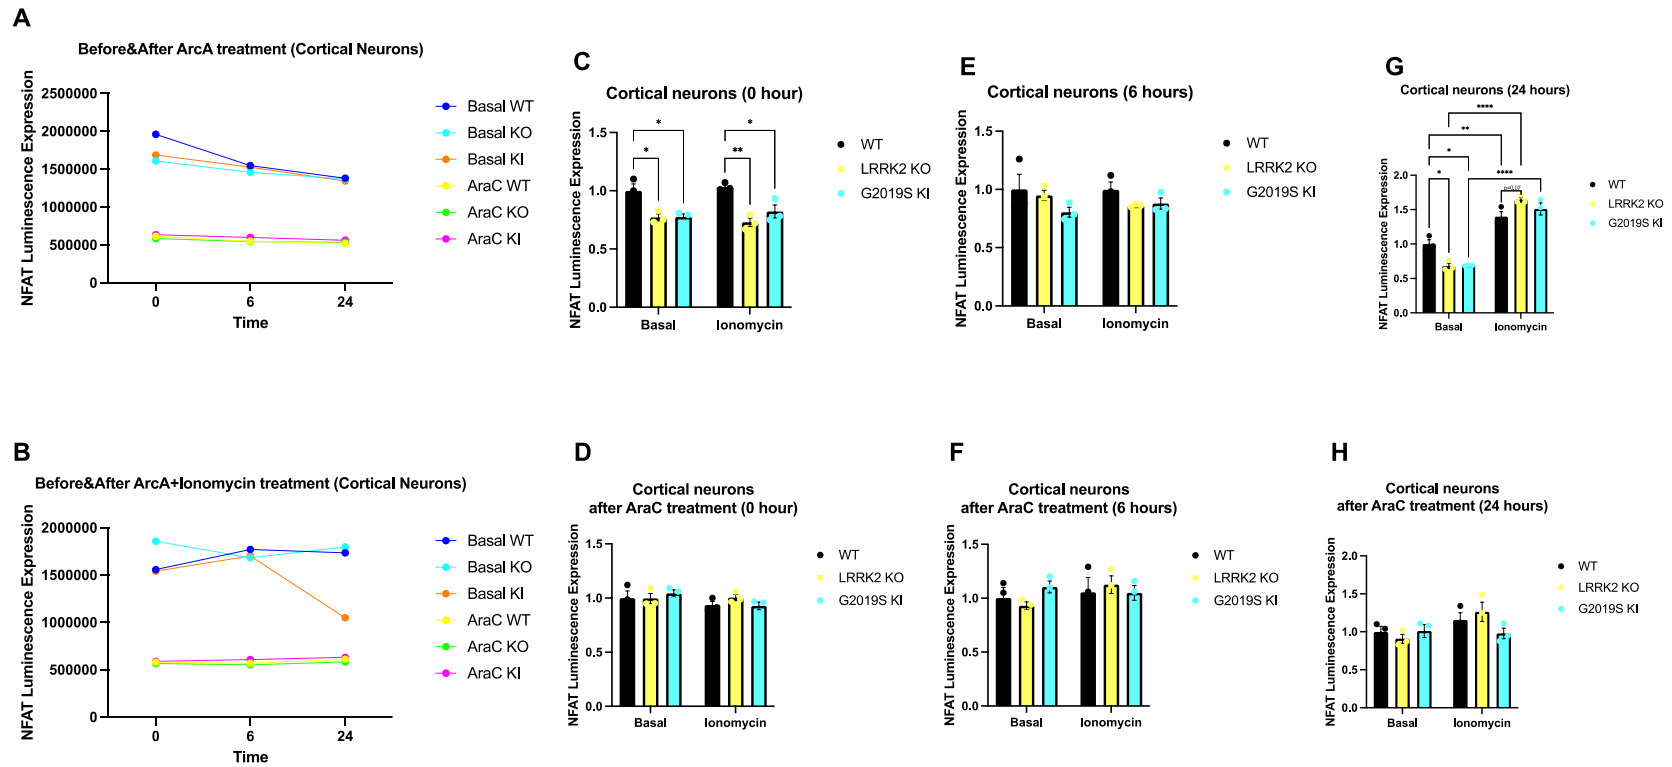 A
Before&After ArcA treatment (Cortical Neurons)
NFAT Luminescence Expression
2500000
2000000
1500000
1000000
500000
0
0
6
24
Time
Basal WT
Basal KO
Basal KI
AraC WT
AraC KO
AraC KI
C
Cortical neurons (0 hour)
NFAT Luminescence Expression
1.5
1.0
0.5
0.0
*
*
*
**
Basal
Ionomycin
WT
LRRK2 KO
G2019S KI
E
Cortical neurons (6 hours)
NFAT Luminescence Expression
1.5
1.0
0.5
0.0
Basal
Ionomycin
WT
LRRK2 KO
G2019S KI
G
Cortical neurons (24 hours)
NFAT Luminescence Expression
2.0
1.5
1.0
0.5
0.0
****
**
*
****
*
p=0.07
Basal
Ionomycin
WT
LRRK2 KO
G2019S KI
B
Before&After ArcA+Ionomycin treatment (Cortical Neurons)
NFAT Luminescence Expression
2000000
1500000
1000000
500000
0
0
6
24
Time
Basal WT
Basal KO
Basal KI
AraC WT
AraC KO
AraC KI
D
Cortical neurons
after AraC treatment (0 hour)
NFAT Luminescence Expression
1.5
1.0
0.5
0.0
Basal
Ionomycin
WT
LRRK2 KO
G2019S KI
F
Cortical neurons
after AraC treatment (6 hours)
NFAT Luminescence Expression
1.5
1.0
0.5
0.0
Basal
Ionomycin
WT
LRRK2 KO
G2019S KI
H
Cortical neurons
after AraC treatment (24 hours)
NFAT Luminescence Expression
2.0
1.5
1.0
0.5
0.0
Basal
Ionomycin
WT
LRRK2 KO
G2019S KI